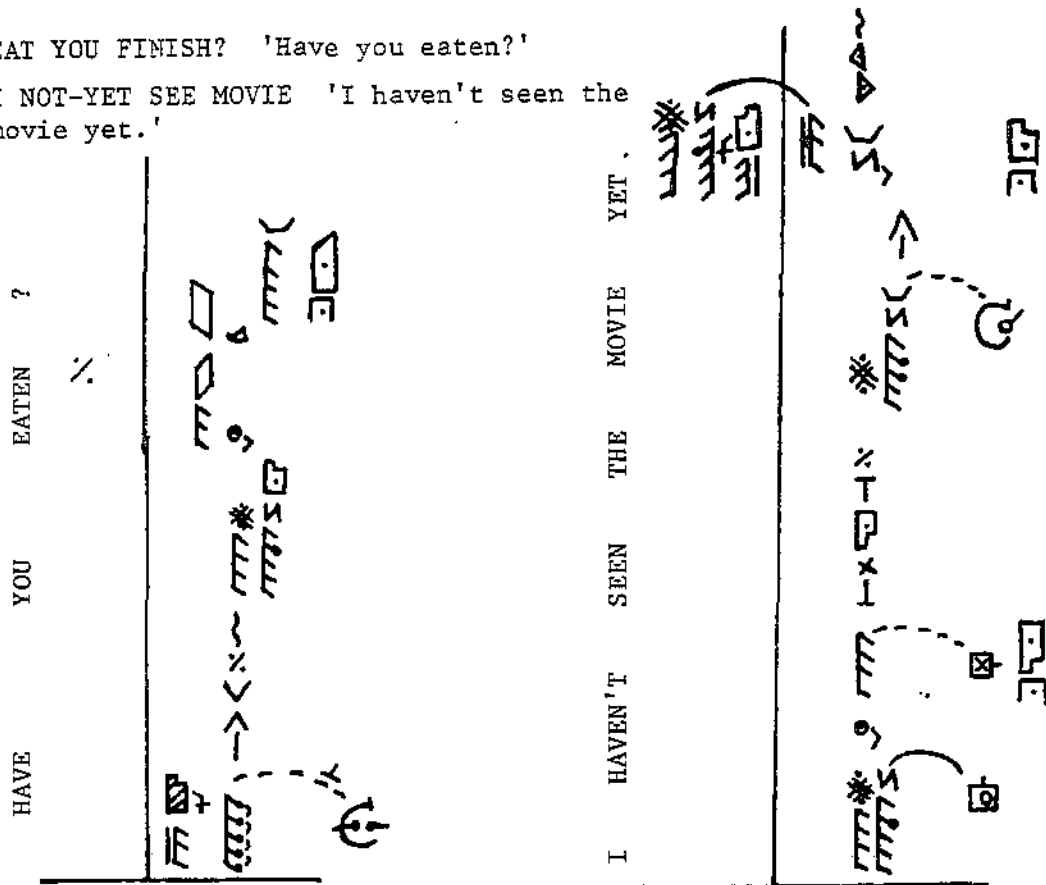 EAT YOU FINISH? 'Have you eaten?'
I NOT-YET SEE MOVIE 'I haven't seen the
movie yet.'
HAVE YOU EATEN ?
I HAVEN'T SEEN THE MOVIE YET.